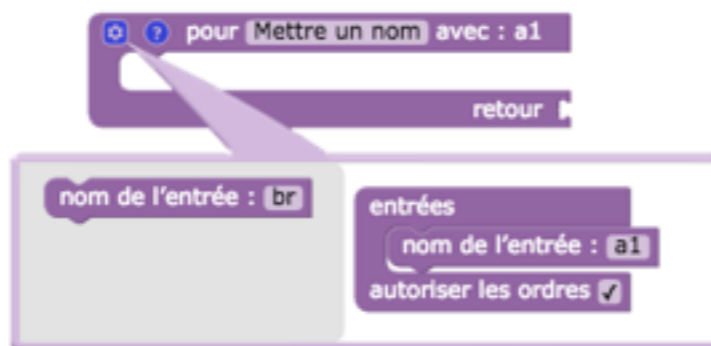 ? pour Mettre un nom avec : a1
retour
nom de l'entrée : br
entrées
nom de l'entrée : a1
autoriser les ordres ✓